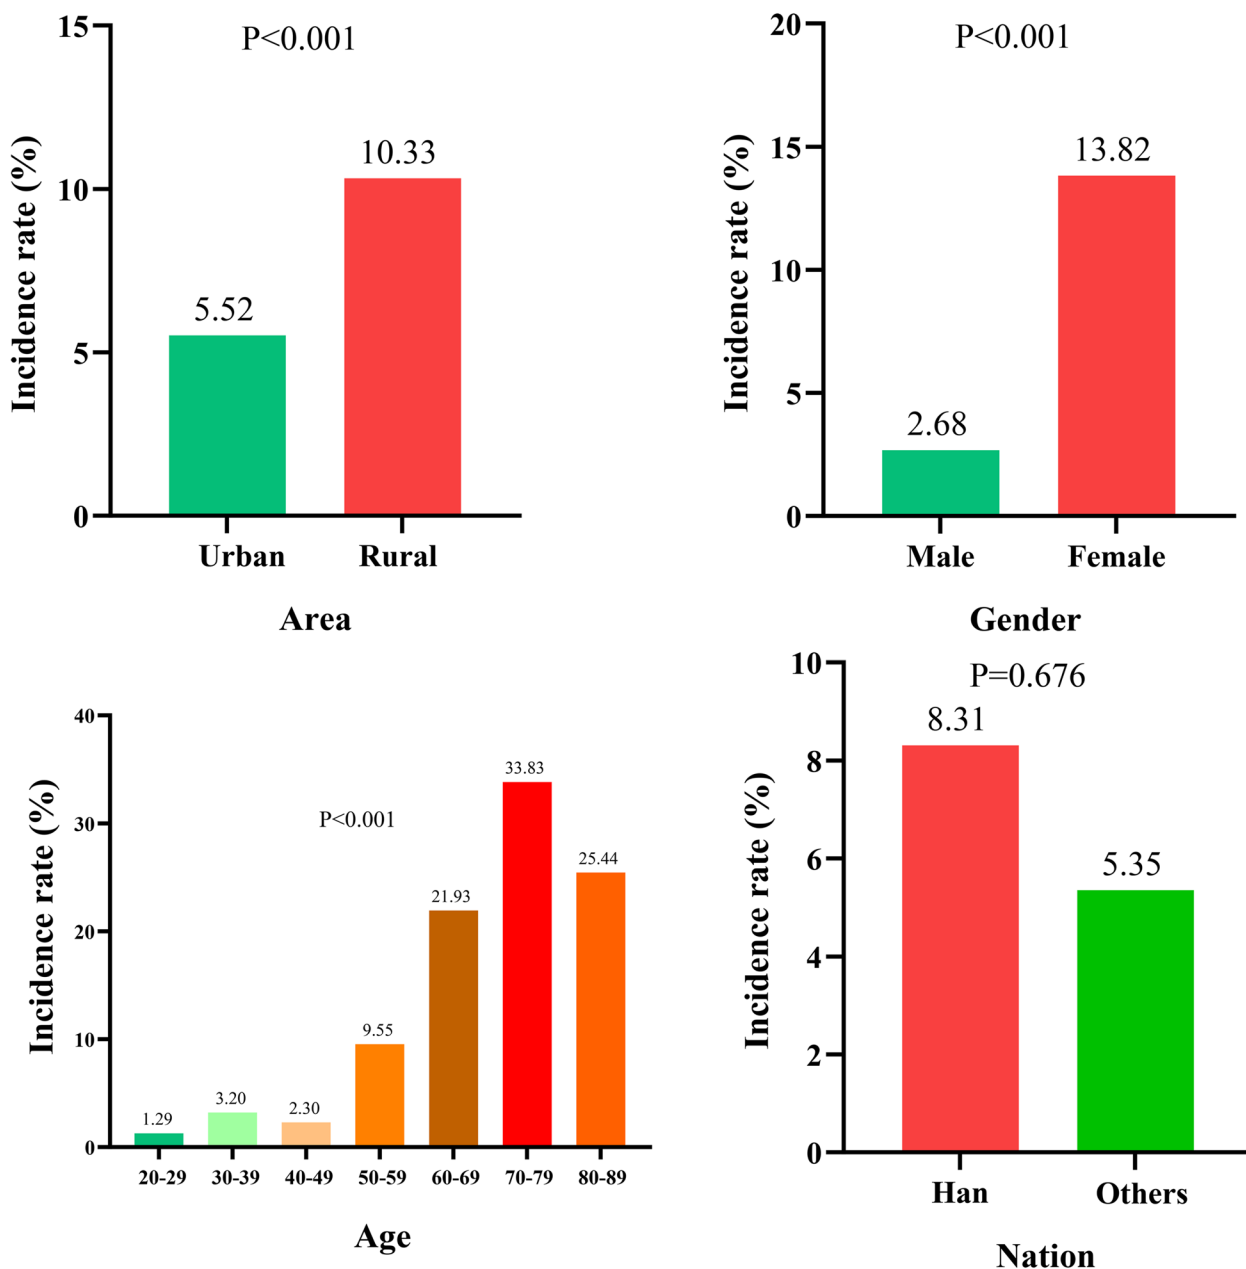 P<0.001
Incidence rate (%)
15
10
5
0
5.52
10.33
Urban Rural
Area
P<0.001
Incidence rate (%)
20
15
10
5
0
2.68
13.82
Male Female
Gender
P<0.001
Incidence rate (%)
40
30
20
10
0
1.29
3.20
2.30
9.55
21.93
33.83
25.44
20-29 30-39 40-49 50-59 60-69 70-79 80-89
Age
P=0.676
Incidence rate (%)
10
8
6
4
2
0
8.31
5.35
Han Others
Nation